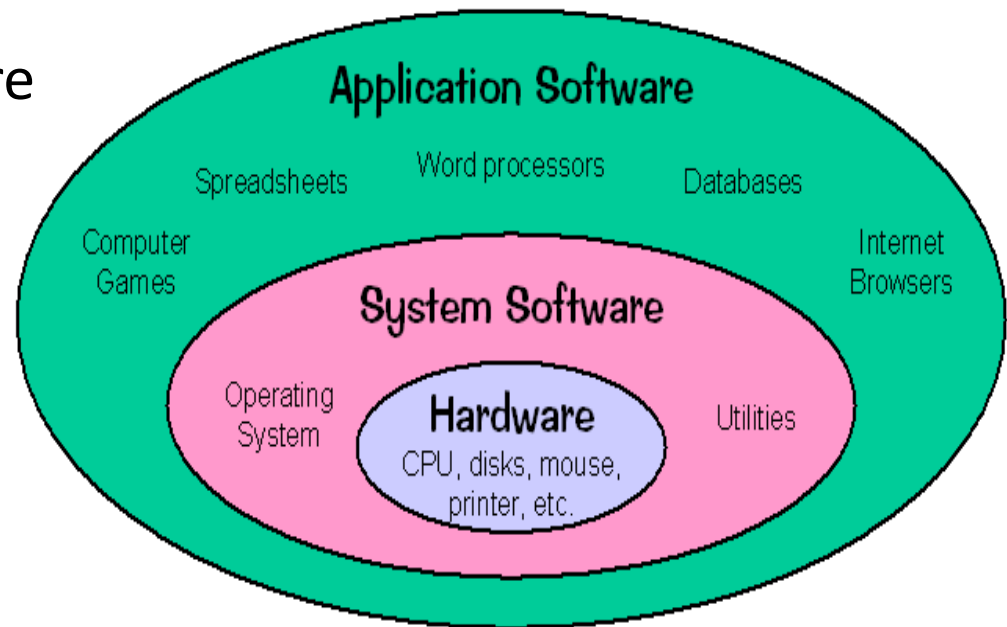 re
Application Software
Spreadsheets
Word processors
Databases
Computer
Games
Internet
Browsers
System Software
Operating
System
Utilities
Hardware
CPU, disks, mouse,
printer, etc.